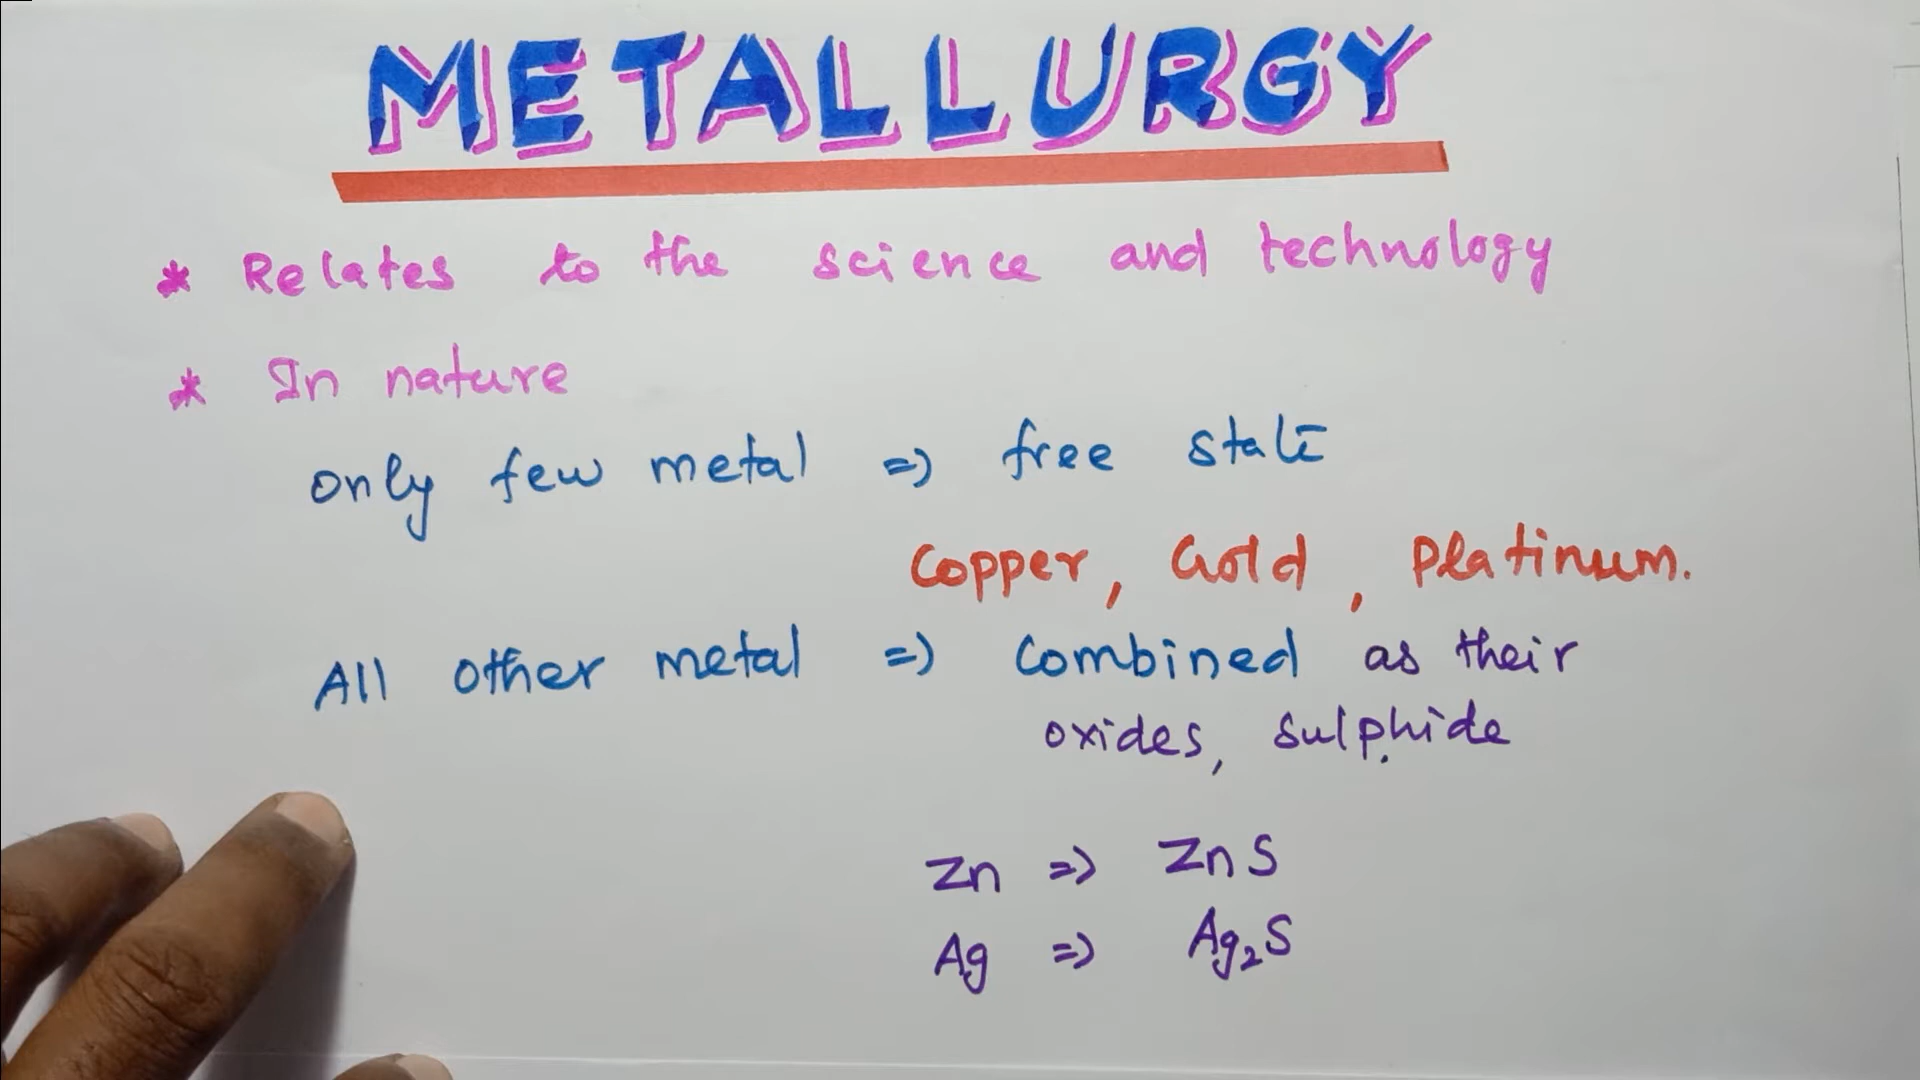 METALLURGY
* Relates to the science and technology
* In nature
only few metal => free state
Copper, Gold, Platinum.
All other metal => Combined as their
oxides, sulphide
Zn => ZnS
Ag => Ag₂S